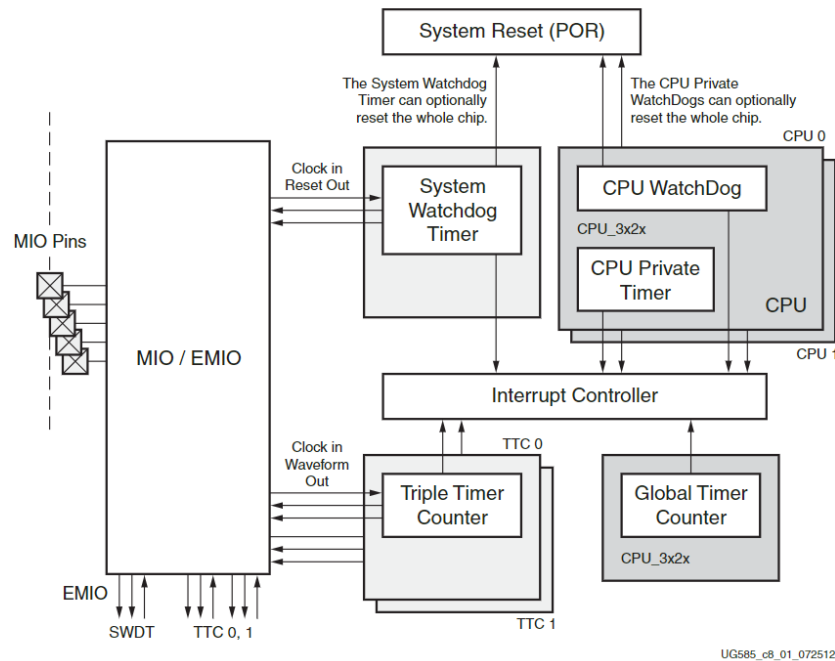 System Reset (POR)
The System Watchdog
Timer can optionally
reset the whole chip.
The CPU Private
WatchDogs can optionally
reset the whole chip.
CPU 0
Clock in
Reset Out
System
Watchdog
Timer
CPU WatchDog
CPU_3x2x
CPU Private
Timer
CPU
CPU 1
MIO Pins
MIO / EMIO
Interrupt Controller
Clock in
Waveform
Out
TTC 0
Triple Timer
Counter
TTC 1
Global Timer
Counter
CPU_3x2x
EMIO
SWDT
TTC 0, 1
UG585_c8_01_072512